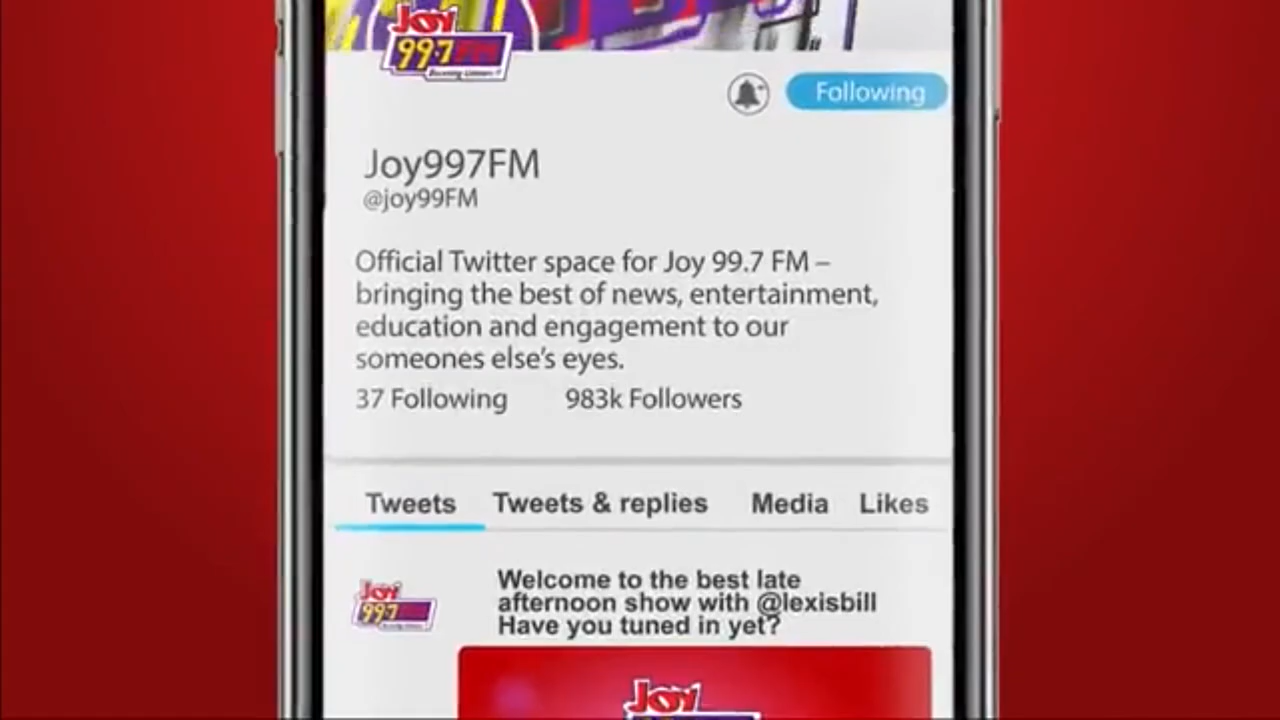 JOY
99.7 FM
Following
Joy997FM
@joy99FM
Official Twitter space for Joy 99.7 FM –
bringing the best of news, entertainment,
education and engagement to our
someones else's eyes.
37 Following 983k Followers
Tweets Tweets & replies Media Likes
JOY
99.7
Welcome to the best late
afternoon show with @lexisbill
Have you tuned in yet?
JOY